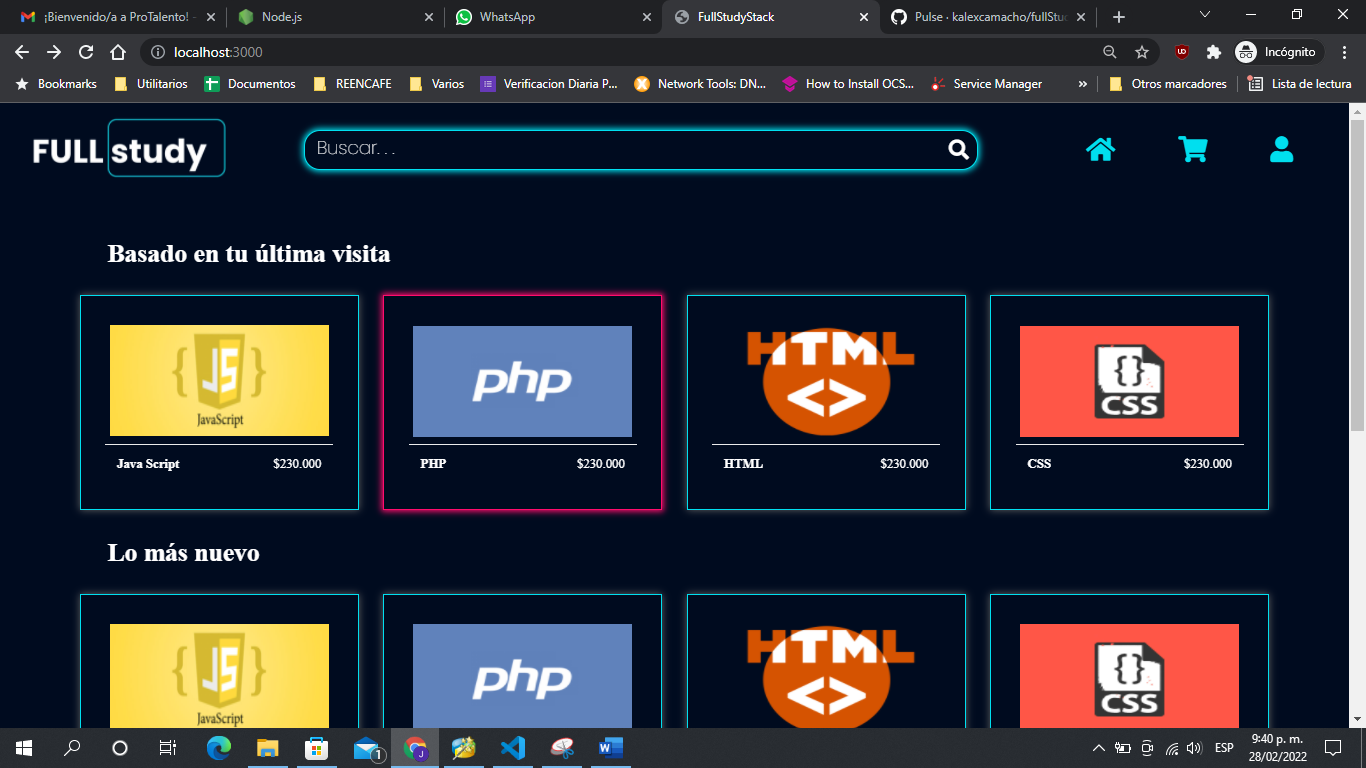 ¡Bienvenido/a a ProTalento! -
Node.js
WhatsApp
FullStudyStack
Pulse · kalexcamacho/fullStu
localhost:3000
UD
Incógnito
Bookmarks
Utilitarios
Documentos
REENCAFE
Varios
Verificacion Diaria P...
Network Tools: DN...
How to Install OCS...
Service Manager
»
Otros marcadores
Lista de lectura
FULL study
Buscar. . .
Basado en tu última visita
{ JS }
JavaScript
php
HTML
<>
{}
CSS
Java Script $230.000
PHP $230.000
HTML $230.000
CSS $230.000
Lo más nuevo
{ JS }
JavaScript
php
HTML
<>
{}
CSS
1
J
W
ESP
9:40 p. m.
28/02/2022